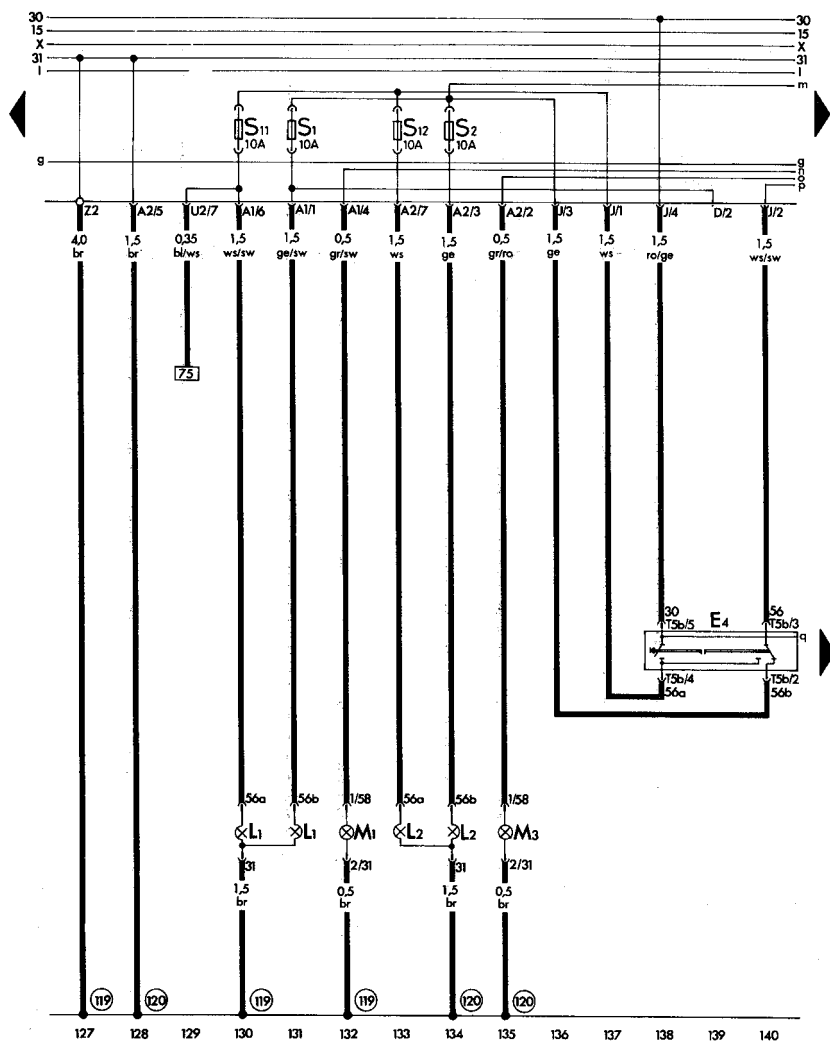 30 30
15 15
X X
31 31
l l
m
S11 S1 S12 S2
10A 10A 10A 10A
g g
n
o
p
Z2 A2/5 U2/7 A1/6 A1/1 A1/4 A2/7 A2/3 A2/2 J/3 J/1 J/4 D/2 J/2
4,0 1,5 0,35 1,5 1,5 0,5 1,5 1,5 0,5 1,5 1,5 1,5 1,5
br br bl/ws ws/sw ge/sw gr/sw ws ge gr/ro ge ws ro/ge ws/sw
75
30 E4 56
T5b/5 T5b/3
q
T5b/4 T5b/2
56a 56b
56a 56b 1/58 56a 56b 1/58
L1 L1 M1 L2 L2 M3
31 2/31 31 2/31
1,5 0,5 1,5 0,5
br br br br
119 120 119 119 120 120
127 128 129 130 131 132 133 134 135 136 137 138 139 140